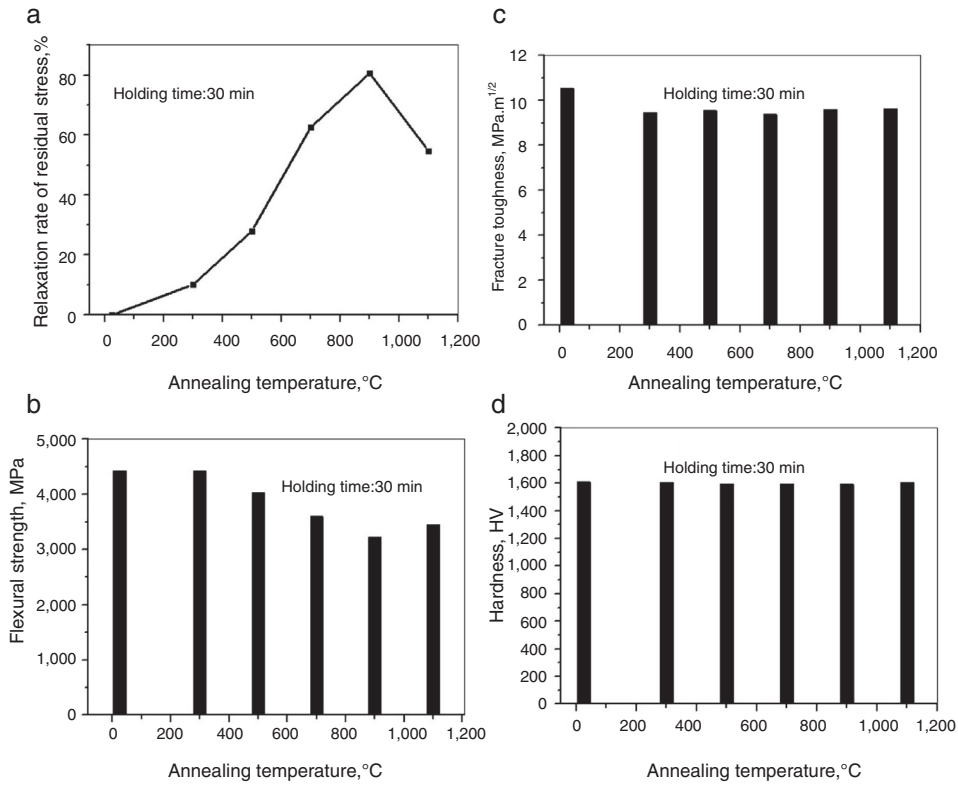 a
Relaxation rate of residual stress,%
80
60
40
20
0
Holding time:30 min
0 200 400 600 800 1,000 1,200
Annealing temperature,°C
b
Flexural strength, MPa
5,000
4,000
3,000
2,000
1,000
0
Holding time:30 min
0 200 400 600 800 1,000 1,200
Annealing temperature,°C
c
Fracture toughness, MPa.m1/2
12
10
8
6
4
2
0
Holding time:30 min
0 200 400 600 800 1,000 1,200
Annealing temperature,°C
d
Hardness, HV
2,000
1,800
1,600
1,400
1,200
1,000
800
600
400
200
0
Holding time:30 min
0 200 400 600 800 1,000 1,200
Annealing temperature,°C